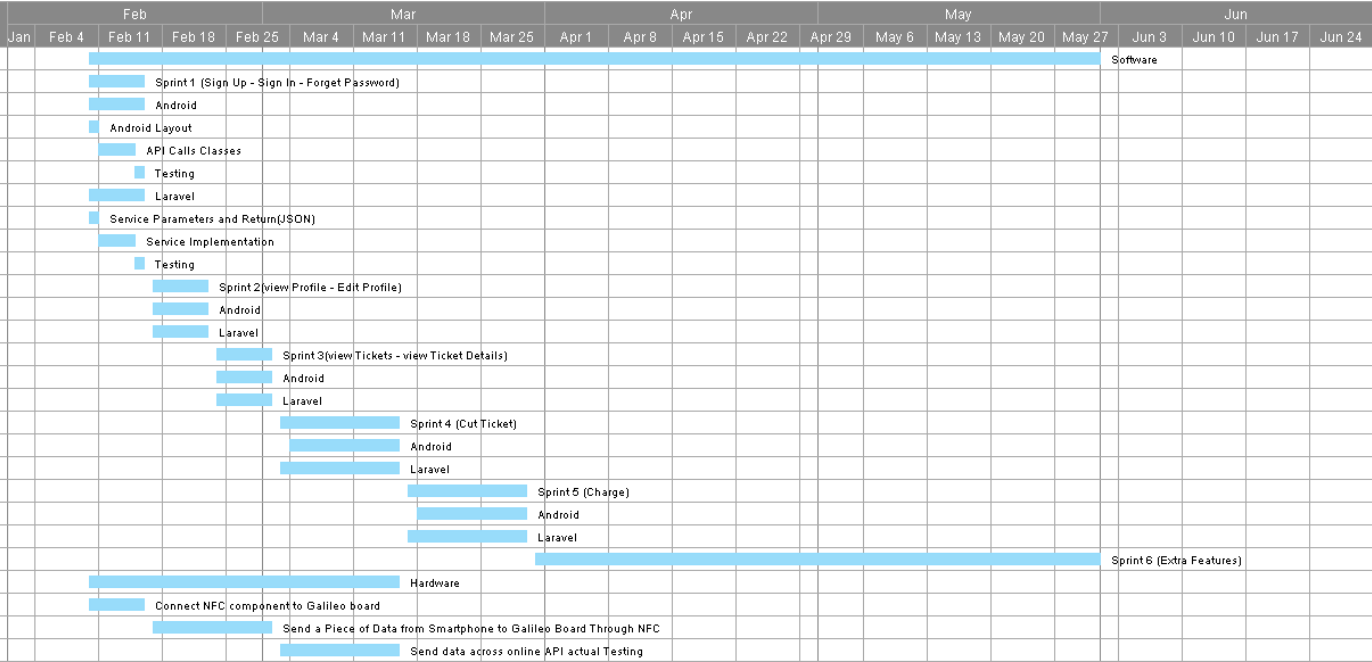 Feb Mar Apr May Jun
Jan Feb 4 Feb 11 Feb 18 Feb 25 Mar 4 Mar 11 Mar 18 Mar 25 Apr 1 Apr 8 Apr 15 Apr 22 Apr 29 May 6 May 13 May 20 May 27 Jun 3 Jun 10 Jun 17 Jun 24
Software
Sprint 1 (Sign Up - Sign In - Forget Password)
Android
Android Layout
API Calls Classes
Testing
Laravel
Service Parameters and Return(JSON)
Service Implementation
Testing
Sprint 2(view Profile - Edit Profile)
Android
Laravel
Sprint 3(view Tickets - view Ticket Details)
Android
Laravel
Sprint 4 (Cut Ticket)
Android
Laravel
Sprint 5 (Charge)
Android
Laravel
Sprint 6 (Extra Features)
Hardware
Connect NFC component to Galileo board
Send a Piece of Data from Smartphone to Galileo Board Through NFC
Send data across online API actual Testing